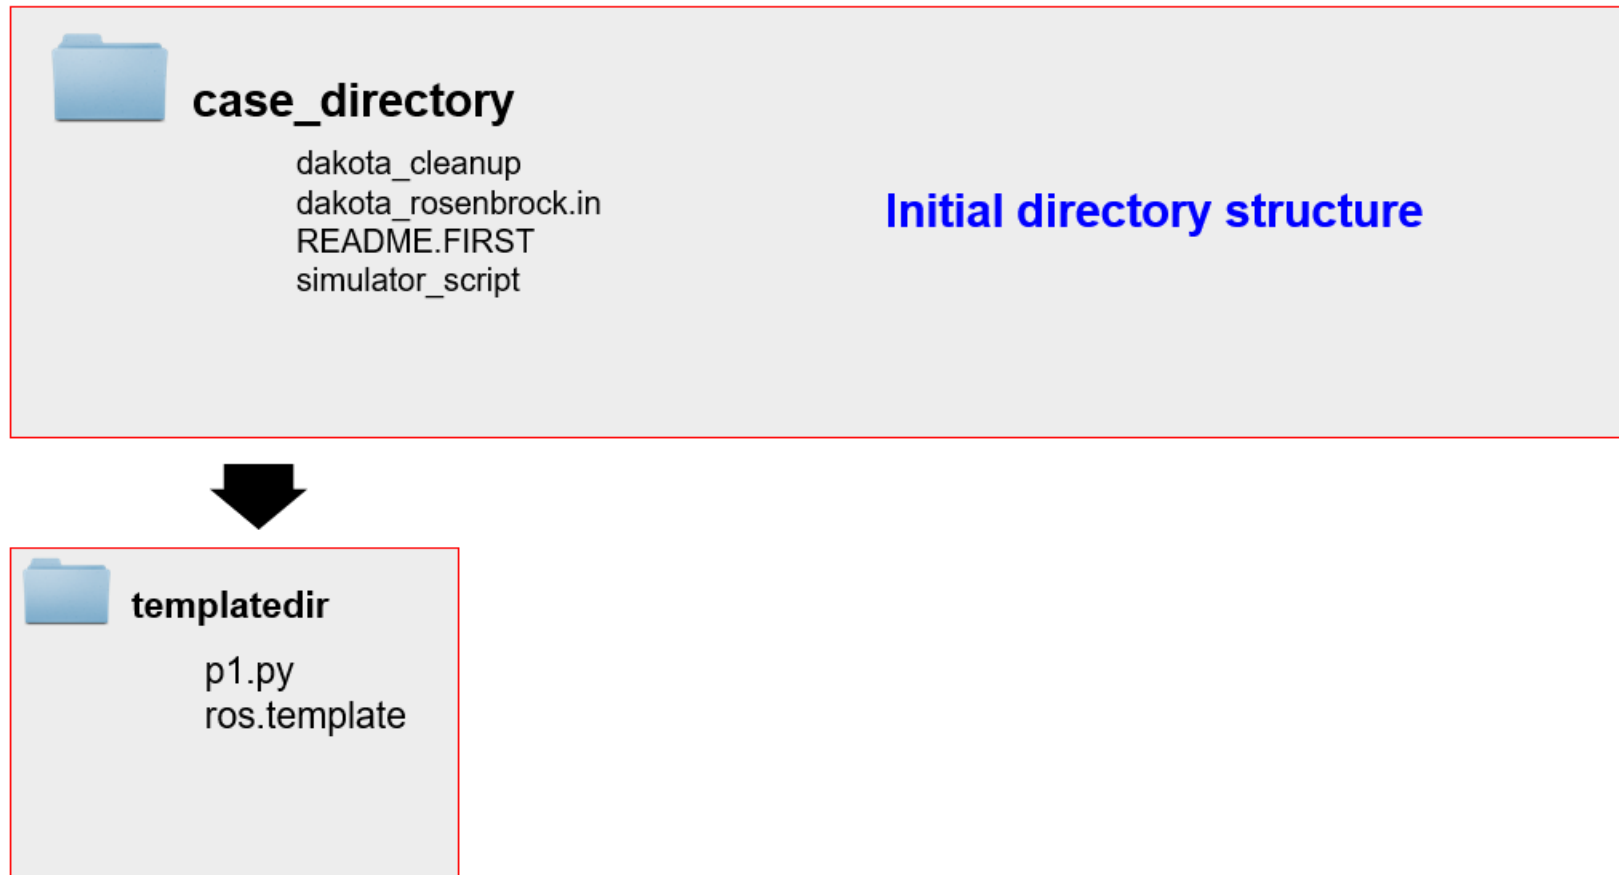 case_directory
dakota_cleanup
dakota_rosenbrock.in
README.FIRST
simulator_script
Initial directory structure
templatedir
p1.py
ros.template